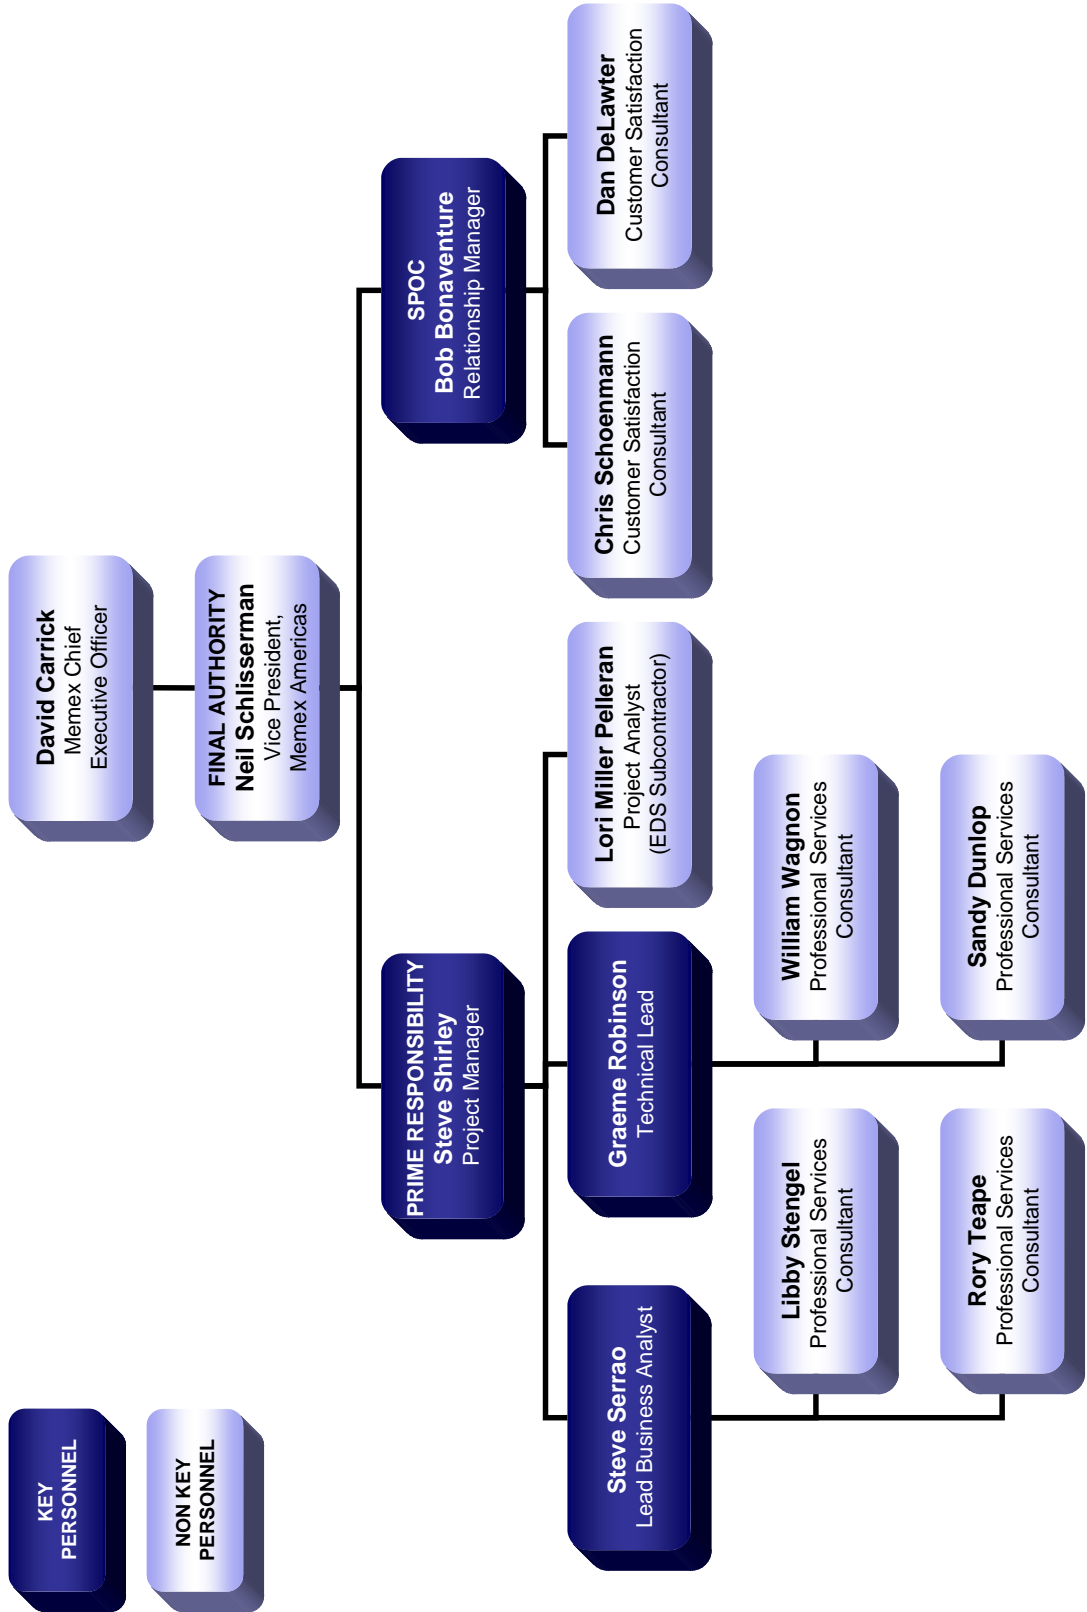 KEY
PERSONNEL
NON KEY
PERSONNEL
David Carrick
Memex Chief
Executive Officer
FINAL AUTHORITY
Neil Schlisserman
Vice President,
Memex Americas
PRIME RESPONSIBILITY
Steve Shirley
Project Manager
SPOC
Bob Bonaventure
Relationship Manager
Steve Serrao
Lead Business Analyst
Graeme Robinson
Technical Lead
Lori Miller Pelleran
Project Analyst
(EDS Subcontractor)
Chris Schoenmann
Customer Satisfaction
Consultant
Dan DeLawter
Customer Satisfaction
Consultant
Libby Stengel
Professional Services
Consultant
William Wagnon
Professional Services
Consultant
Rory Teape
Professional Services
Consultant
Sandy Dunlop
Professional Services
Consultant